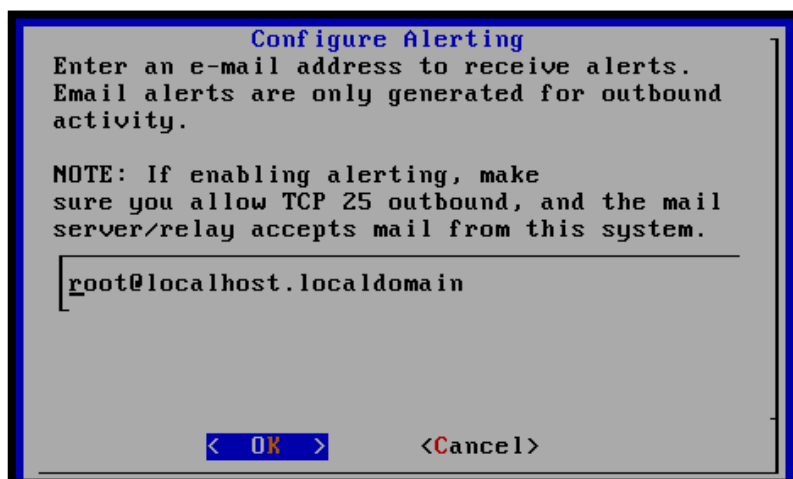 Configure Alerting
Enter an e-mail address to receive alerts.
Email alerts are only generated for outbound
activity.
NOTE: If enabling alerting, make
sure you allow TCP 25 outbound, and the mail
server/relay accepts mail from this system.
root@localhost.localdomain
< OK > <Cancel>